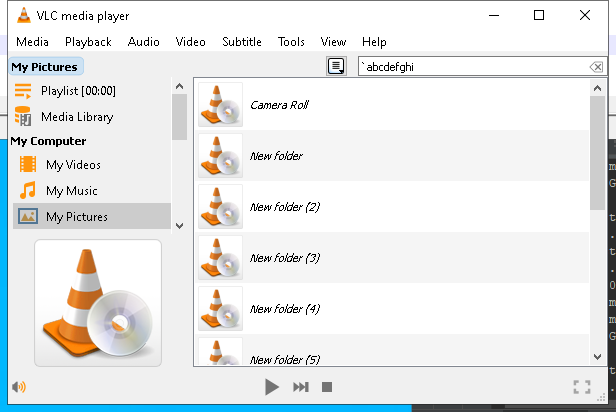 VLC media player
Media Playback Audio Video Subtitle Tools View Help
My Pictures
`abcdefghi
Playlist [00:00]
Media Library
My Computer
My Videos
My Music
My Pictures
Camera Roll
New folder
New folder (2)
New folder (3)
New folder (4)
New folder (5)